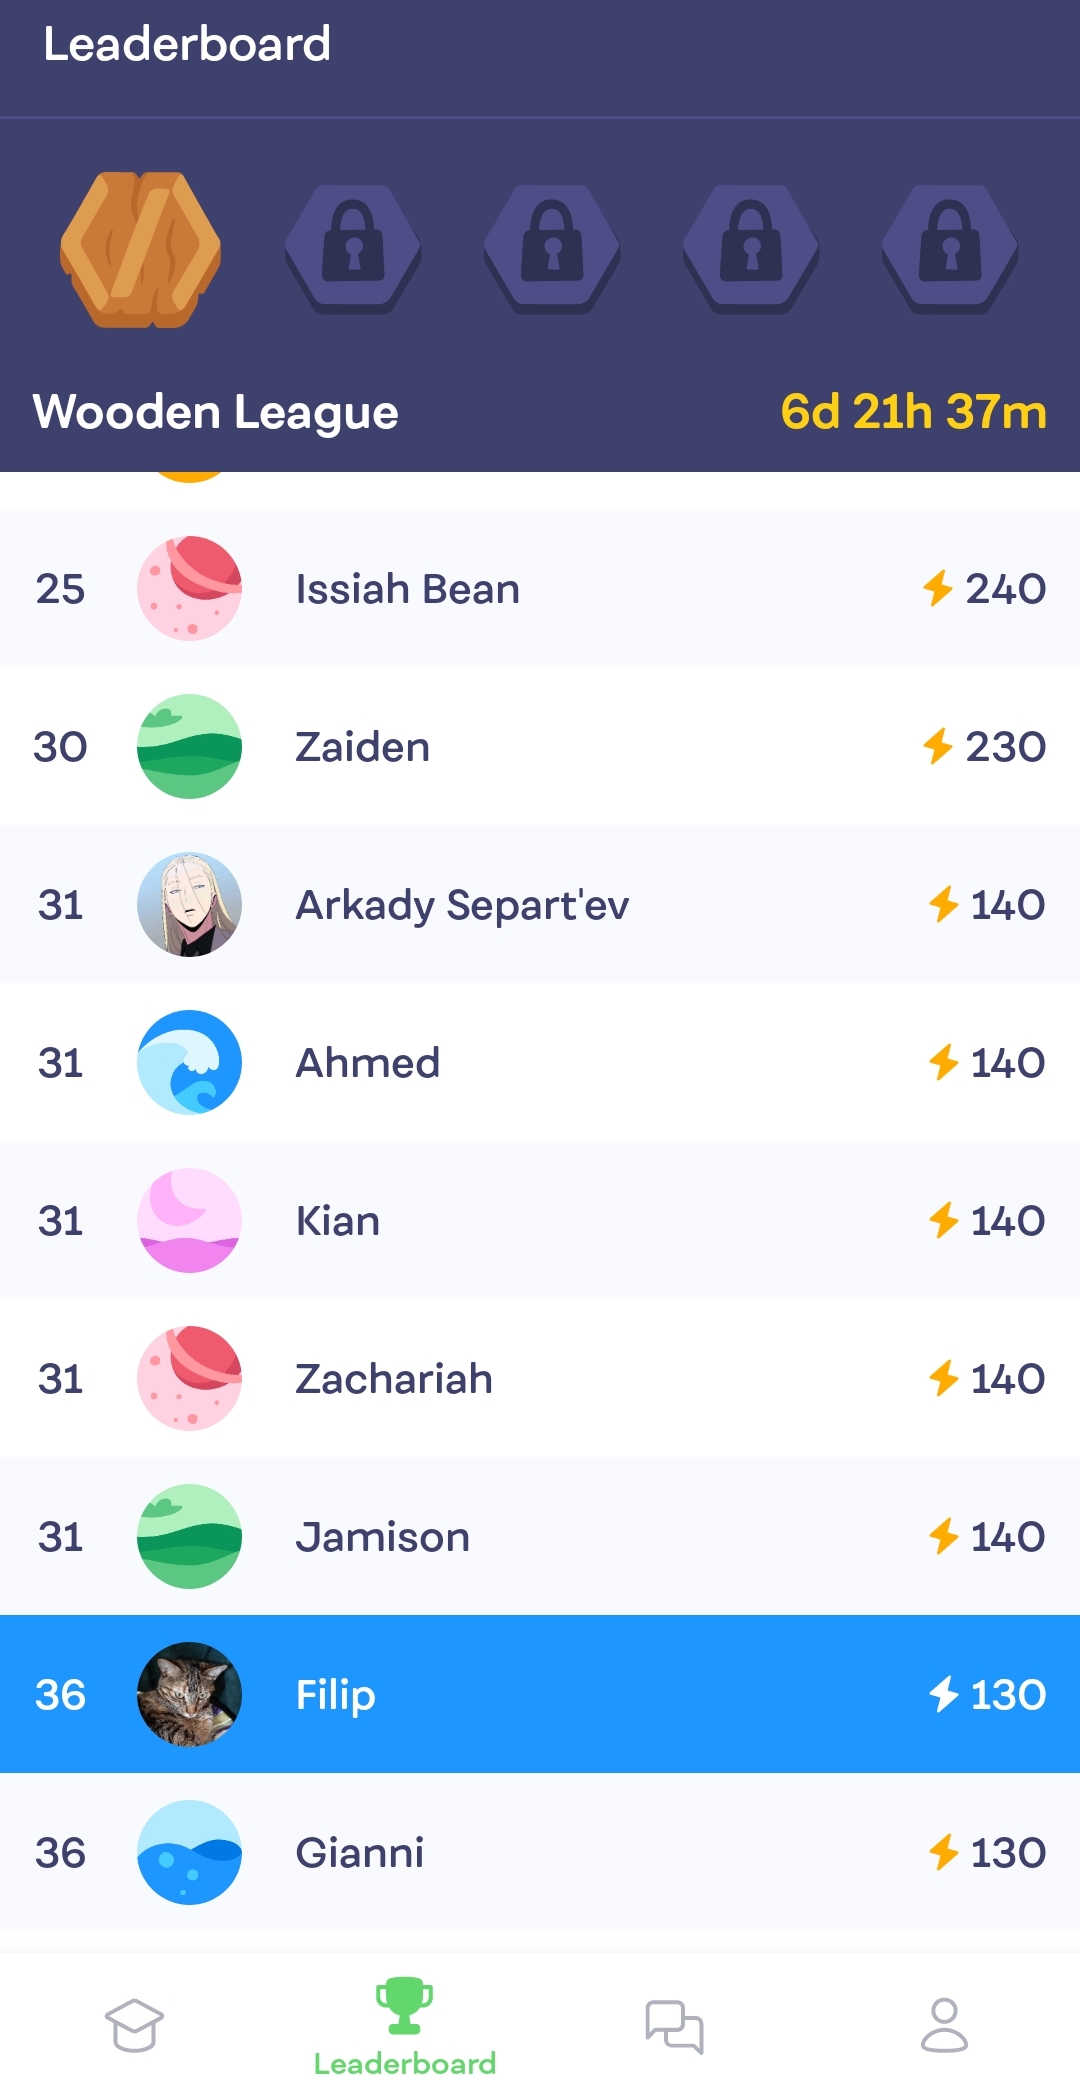 Leaderboard
Wooden League 6d 21h 37m
25 Issiah Bean 240
30 Zaiden 230
31 Arkady Separt'ev 140
31 Ahmed 140
31 Kian 140
31 Zachariah 140
31 Jamison 140
36 Filip 130
36 Gianni 130
Leaderboard